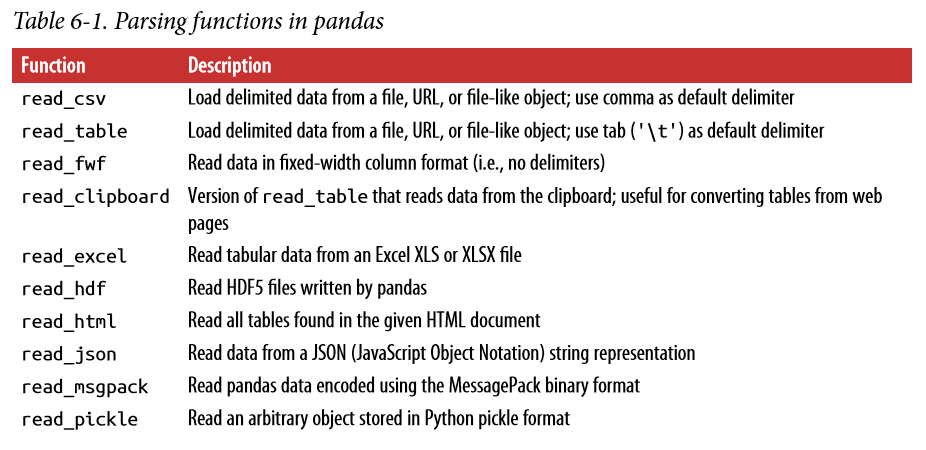 Table 6-1. Parsing functions in pandas
Function Description
read_csv Load delimited data from a file, URL, or file-like object; use comma as default delimiter
read_table Load delimited data from a file, URL, or file-like object; use tab ('\t') as default delimiter
read_fwf Read data in fixed-width column format (i.e., no delimiters)
read_clipboard Version of read_table that reads data from the clipboard; useful for converting tables from web
pages
read_excel Read tabular data from an Excel XLS or XLSX file
read_hdf Read HDF5 files written by pandas
read_html Read all tables found in the given HTML document
read_json Read data from a JSON (JavaScript Object Notation) string representation
read_msgpack Read pandas data encoded using the MessagePack binary format
read_pickle Read an arbitrary object stored in Python pickle format